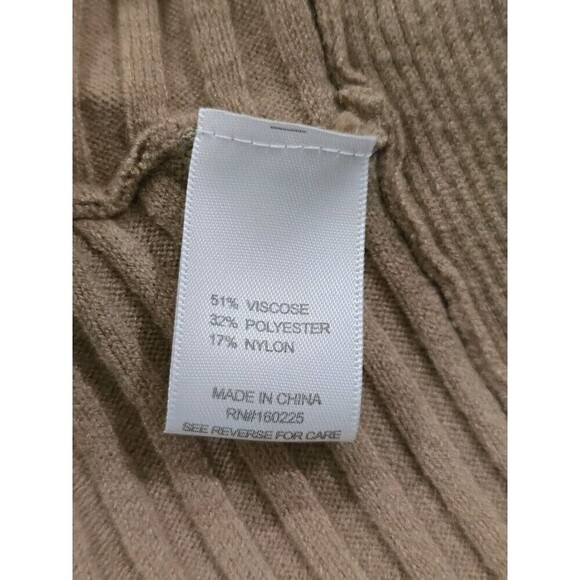 51% VISCOSE
32% POLYESTER
17% NYLON
MADE IN CHINA
RN#160225
SEE REVERSE FOR CARE